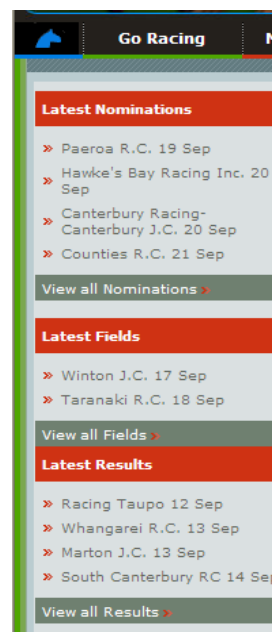 Go Racing
N
Latest Nominations
» Paeroa R.C. 19 Sep
» Hawke's Bay Racing Inc. 20
Sep
» Canterbury Racing-
Canterbury J.C. 20 Sep
» Counties R.C. 21 Sep
View all Nominations »
Latest Fields
» Winton J.C. 17 Sep
» Taranaki R.C. 18 Sep
View all Fields »
Latest Results
» Racing Taupo 12 Sep
» Whangarei R.C. 13 Sep
» Marton J.C. 13 Sep
» South Canterbury RC 14 Sep
View all Results »